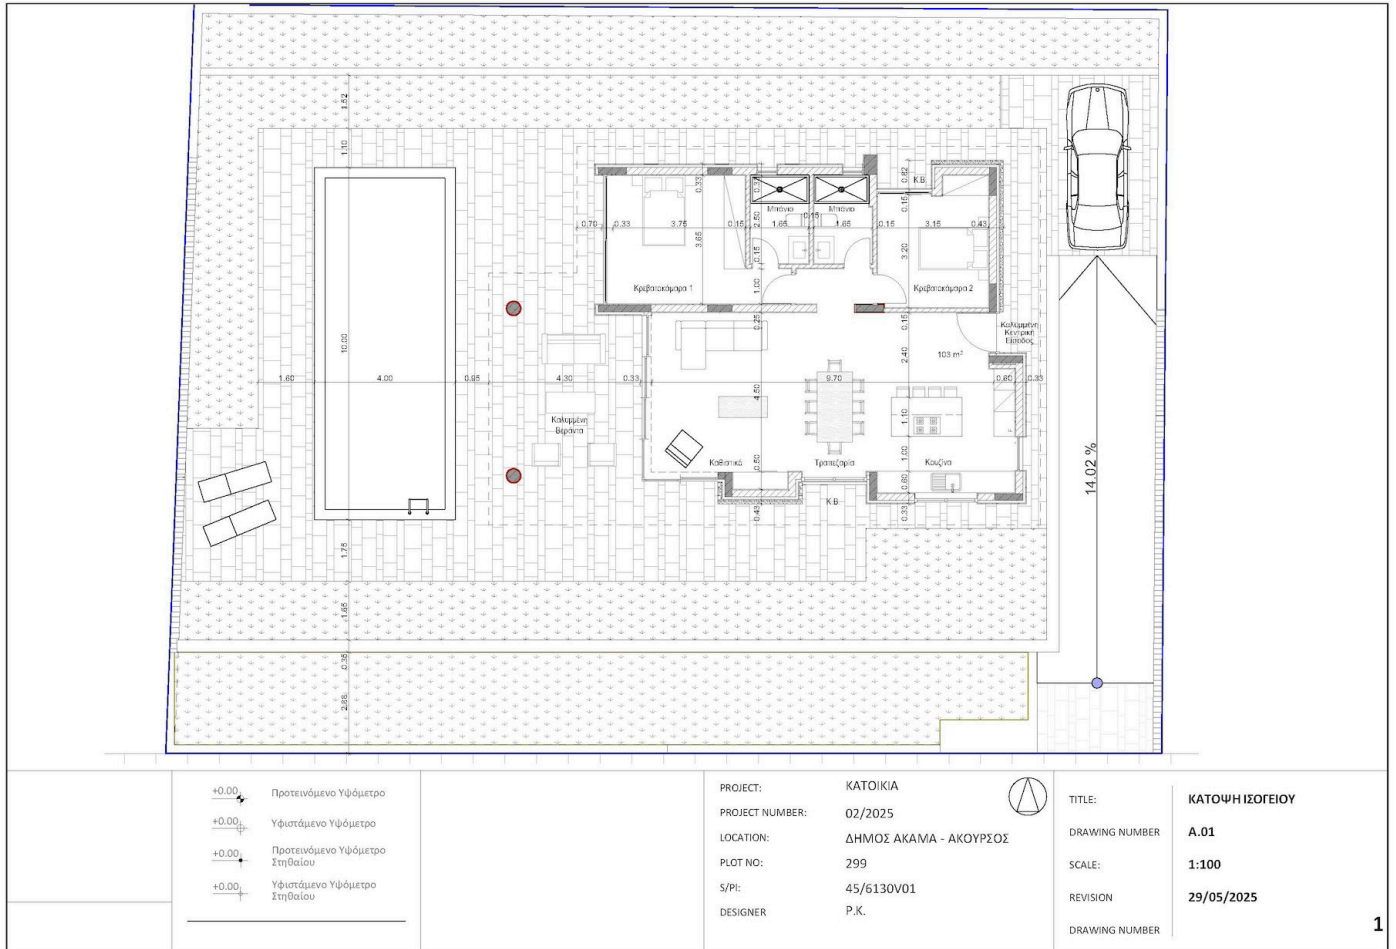 1.52
1.10
10.00
1.75
1.65
0.35
2.88
1.60
4.00
0.85
4.30
0.33
9.70
0.60
0.33
0.70
0.33
3.75
0.15
1.65
0.15
1.65
0.15
3.15
0.43
0.33
3.65
2.50
0.15
1.00
0.25
4.50
0.50
0.43
0.82
0.15
3.20
0.15
2.40
1.10
1.00
0.60
0.33
Μπάνιο
Μπάνιο
Κ.Β.
Κρεβατοκάμαρα 1
Κρεβατοκάμαρα 2
Καλυμμένη
Κεντρική
Είσοδος
103 m²
Καλυμμένη
Βεράντα
Καθιστικό
Τραπεζαρία
Κουζίνα
Κ.Β.
14.02 %
+0.00 Προτεινόμενο Υψόμετρο
+0.00 Υφιστάμενο Υψόμετρο
+0.00 Προτεινόμενο Υψόμετρο
Στηθαίου
+0.00 Υφιστάμενο Υψόμετρο
Στηθαίου
PROJECT: ΚΑΤΟΙΚΙΑ
PROJECT NUMBER: 02/2025
LOCATION: ΔΗΜΟΣ ΑΚΑΜΑ - ΑΚΟΥΡΣΟΣ
PLOT NO: 299
S/PI: 45/6130V01
DESIGNER P.K.
TITLE: ΚΑΤΟΨΗ ΙΣΟΓΕΙΟΥ
DRAWING NUMBER A.01
SCALE: 1:100
REVISION 29/05/2025
DRAWING NUMBER
1